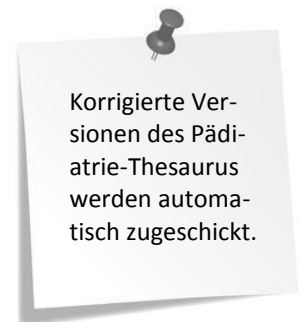 Korrigierte Ver-
sionen des Pädi-
atrie-Thesaurus
werden automa-
tisch zugeschickt.